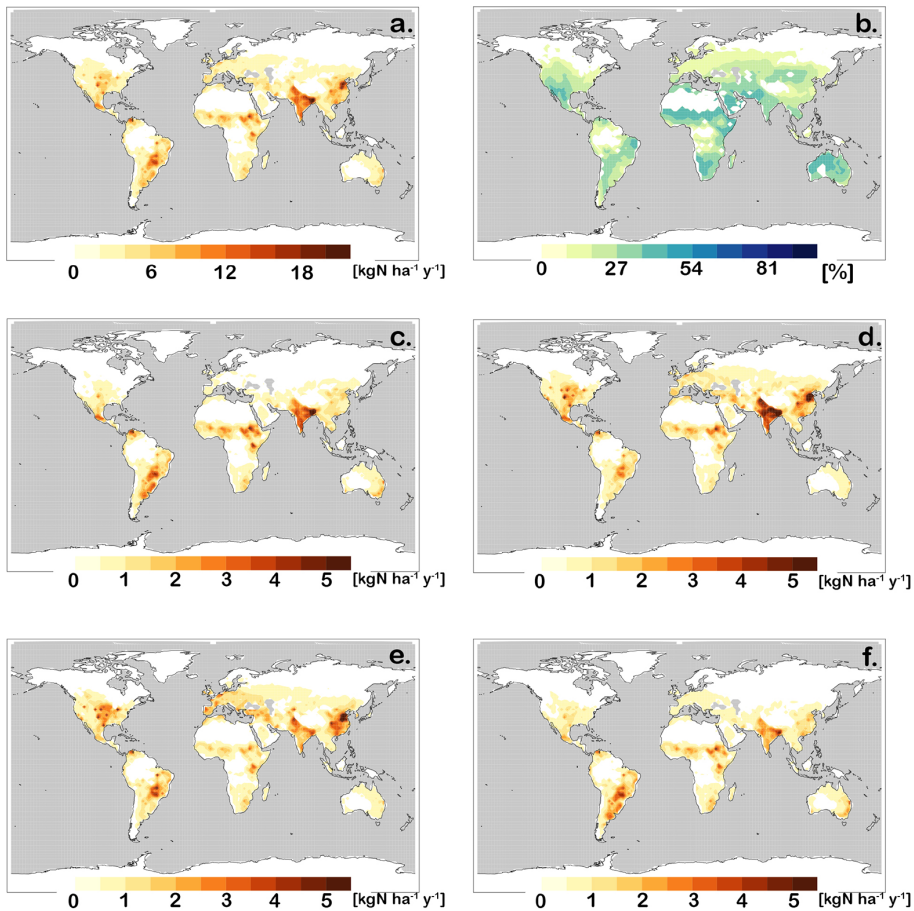 a. b.
0 6 12 18 [kgN ha⁻¹ y⁻¹] 0 27 54 81 [%]
c. d.
0 1 2 3 4 5 [kgN ha⁻¹ y⁻¹] 0 1 2 3 4 5 [kgN ha⁻¹ y⁻¹]
e. f.
0 1 2 3 4 5 [kgN ha⁻¹ y⁻¹] 0 1 2 3 4 5 [kgN ha⁻¹ y⁻¹]